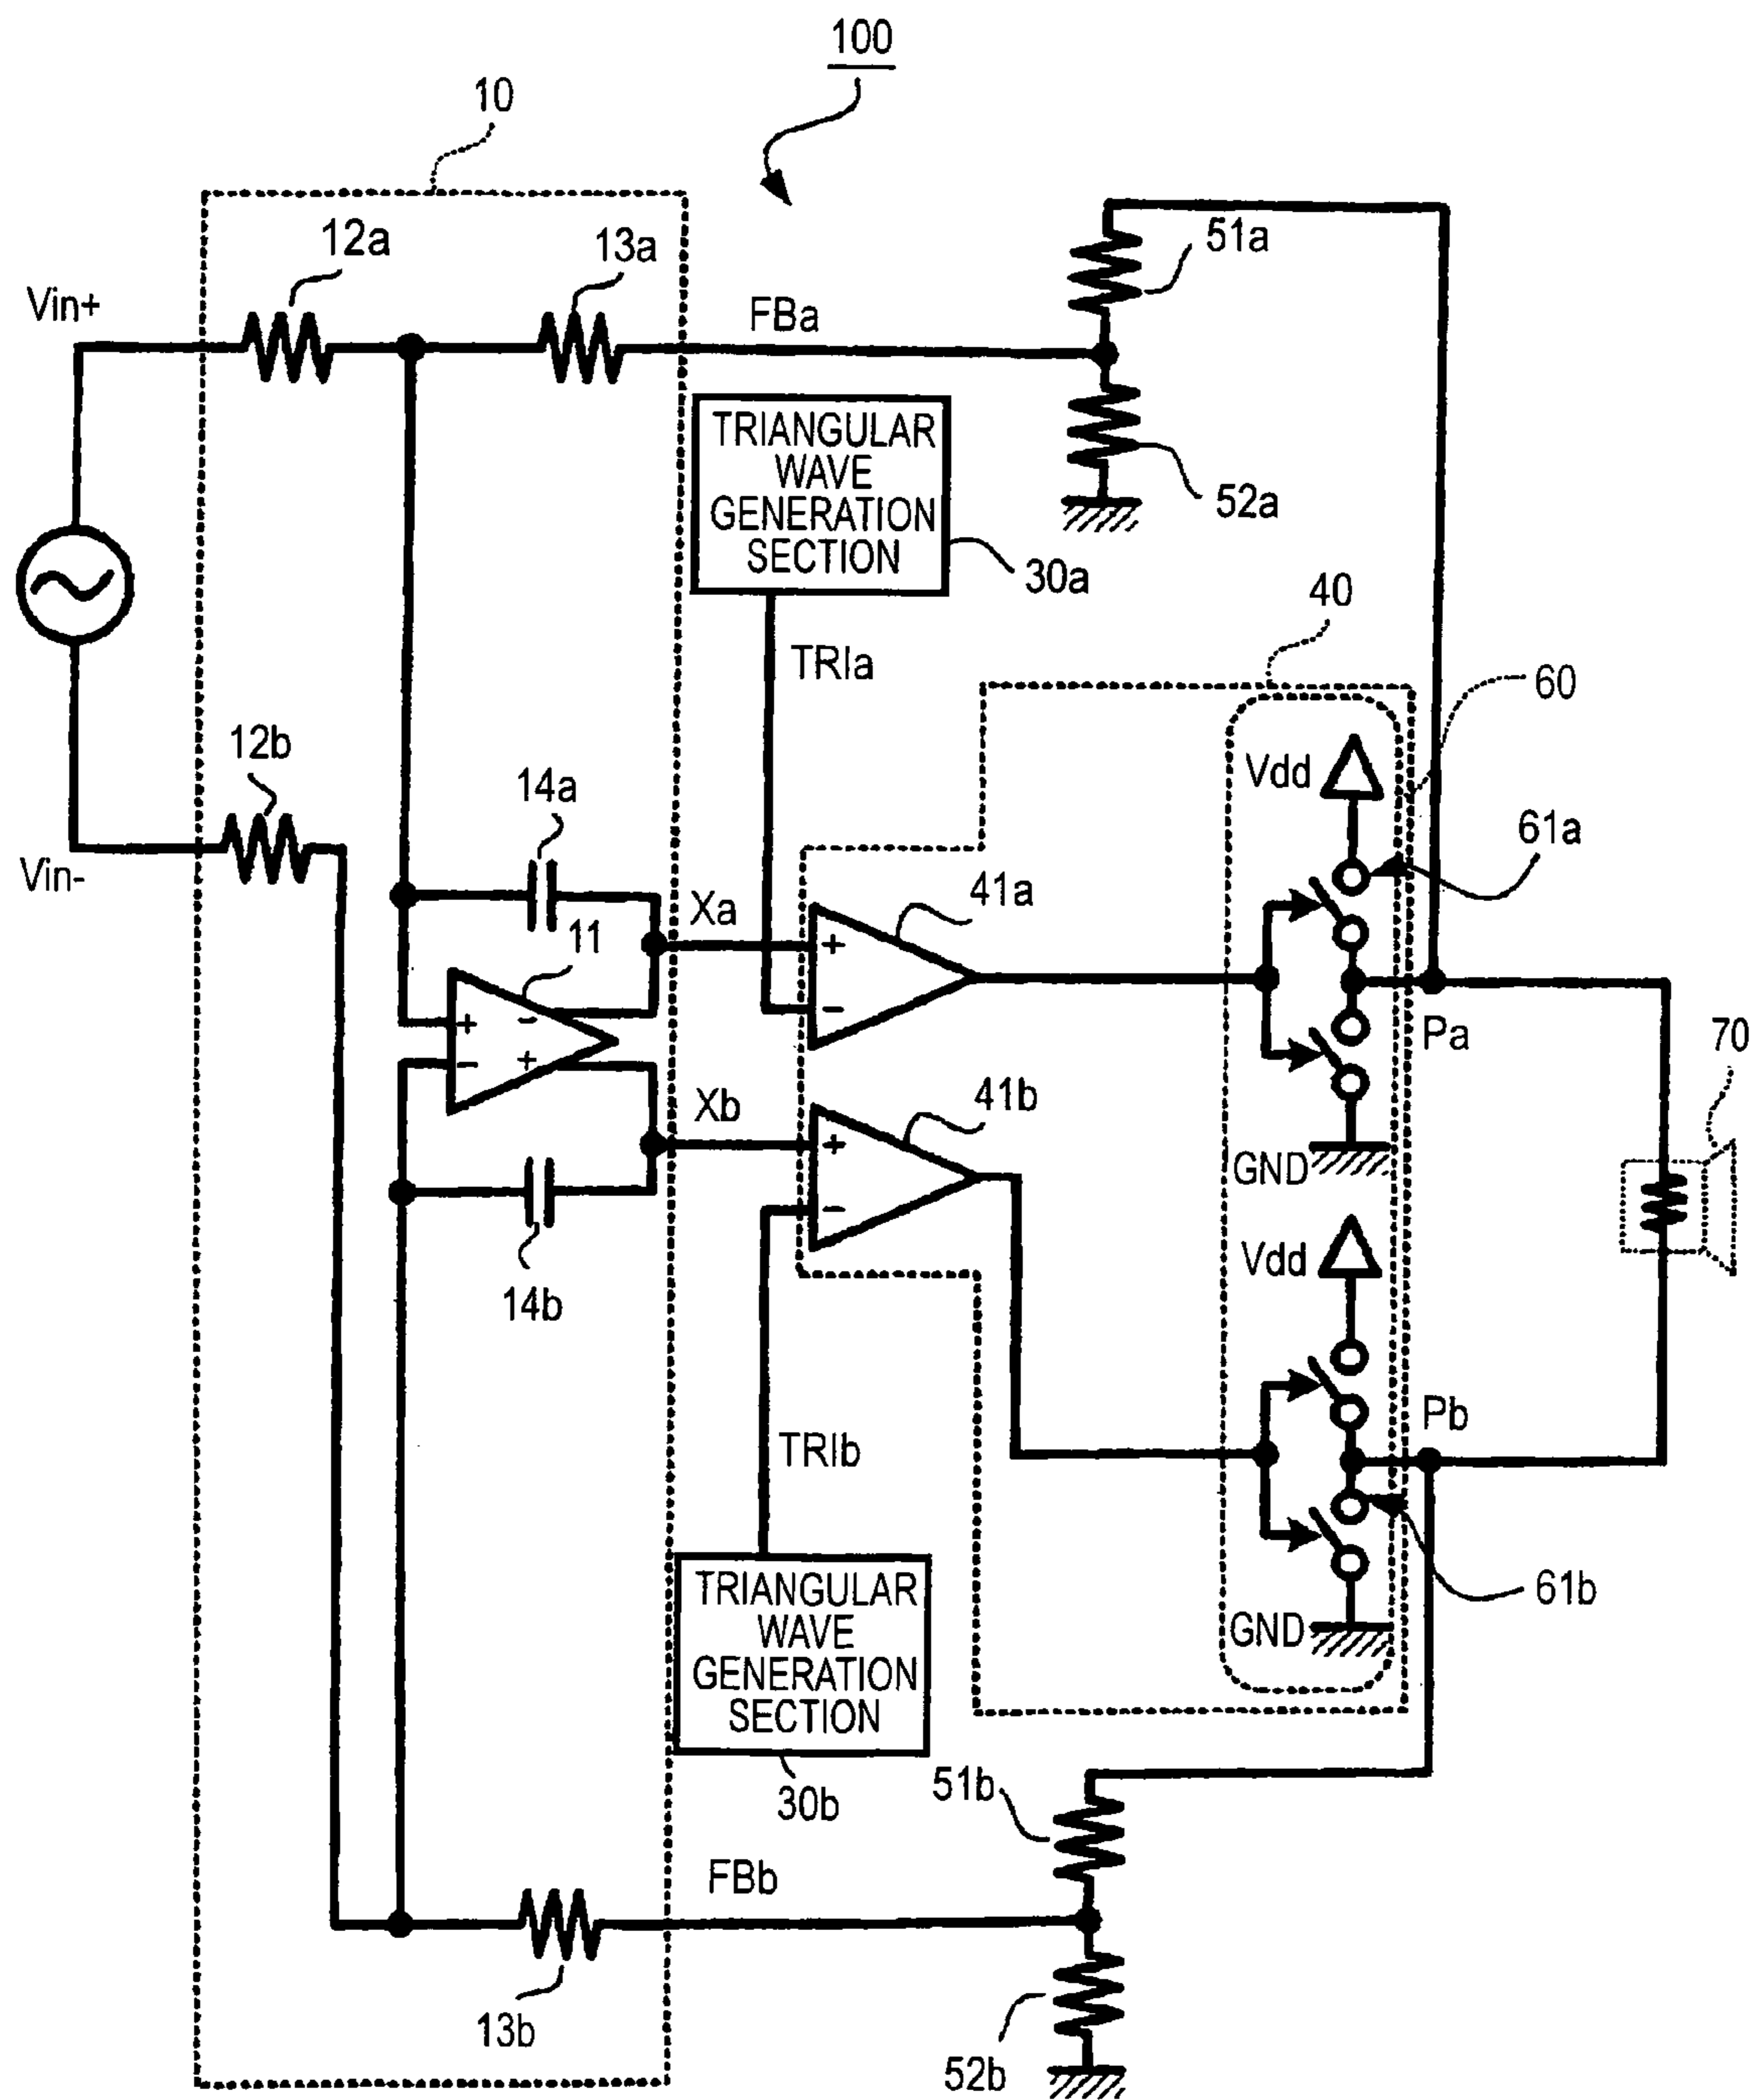 100
10
12a
13a
51a
Vin+
FBa
TRIANGULAR
WAVE
GENERATION
SECTION
52a
30a
40
TRIa
60
12b
Vdd
14a
61a
Vin-
Xa
41a
11
+
-
+
-
-
+
Pa
70
Xb
41b
+
-
GND
Vdd
14b
Pb
TRIb
TRIANGULAR
WAVE
GENERATION
SECTION
61b
GND
30b
51b
FBb
13b
52b